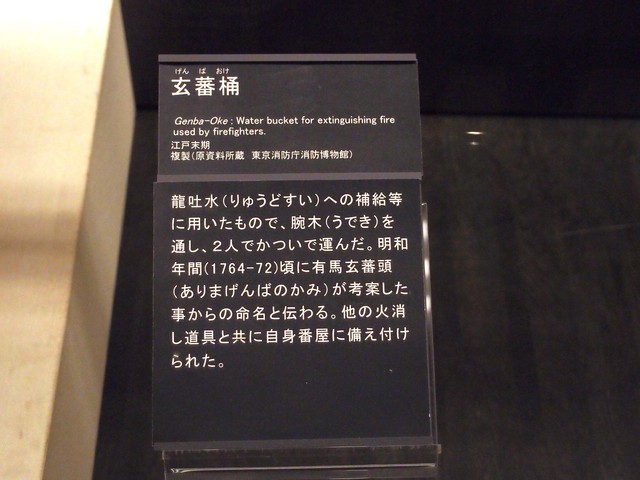 げん ば おけ
玄蕃桶
Genba-Oke : Water bucket for extinguishing fire
used by firefighters.
江戸末期
複製(原資料所蔵 東京消防庁消防博物館)
龍吐水(りゅうどすい)への補給等
に用いたもので、腕木(うでき)を
通し、2人でかついで運んだ。明和
年間(1764-72)頃に有馬玄蕃頭
(ありまげんばのかみ)が考案した
事からの命名と伝わる。他の火消
し道具と共に自身番屋に備え付け
られた。